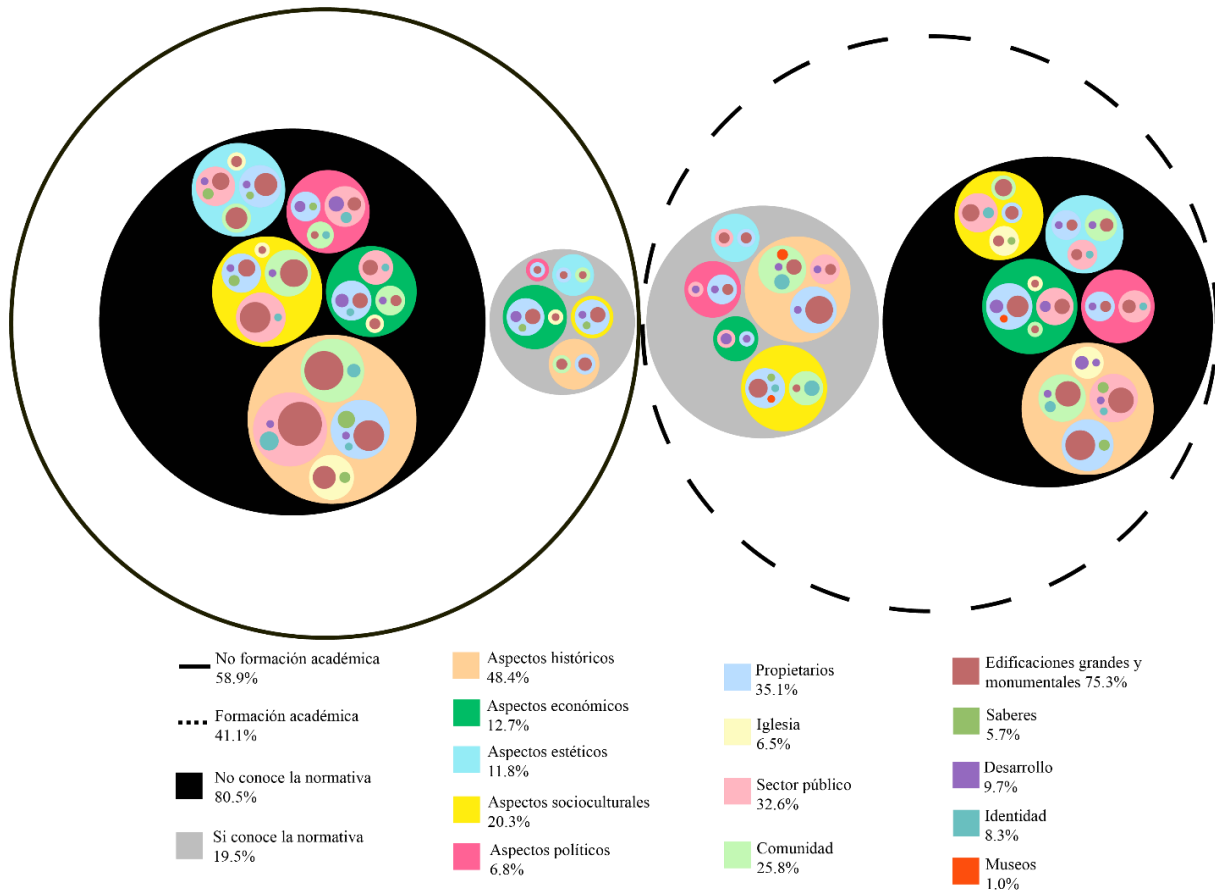 No formación académica
58.9%
Formación académica
41.1%
No conoce la normativa
80.5%
Si conoce la normativa
19.5%
Aspectos históricos
48.4%
Aspectos económicos
12.7%
Aspectos estéticos
11.8%
Aspectos socioculturales
20.3%
Aspectos políticos
6.8%
Propietarios
35.1%
Iglesia
6.5%
Sector público
32.6%
Comunidad
25.8%
Edificaciones grandes y
monumentales 75.3%
Saberes
5.7%
Desarrollo
9.7%
Identidad
8.3%
Museos
1.0%